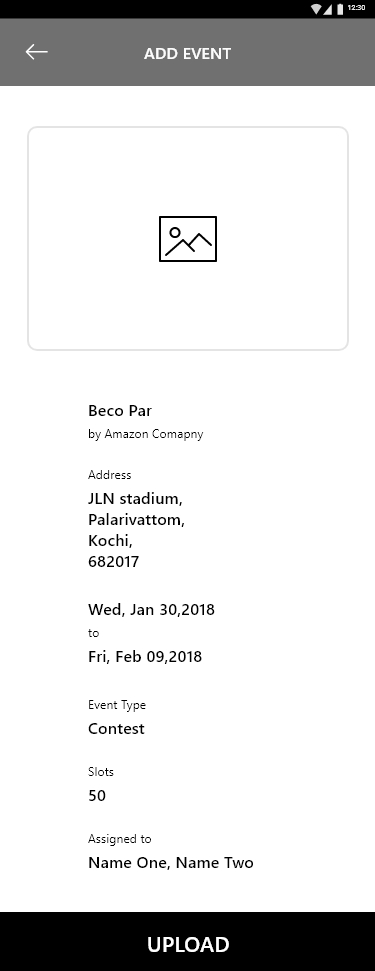 12:30
ADD EVENT
Beco Par
by Amazon Comapny
Address
JLN stadium,
Palarivattom,
Kochi,
682017
Wed, Jan 30,2018
to
Fri, Feb 09,2018
Event Type
Contest
Slots
50
Assigned to
Name One, Name Two
UPLOAD